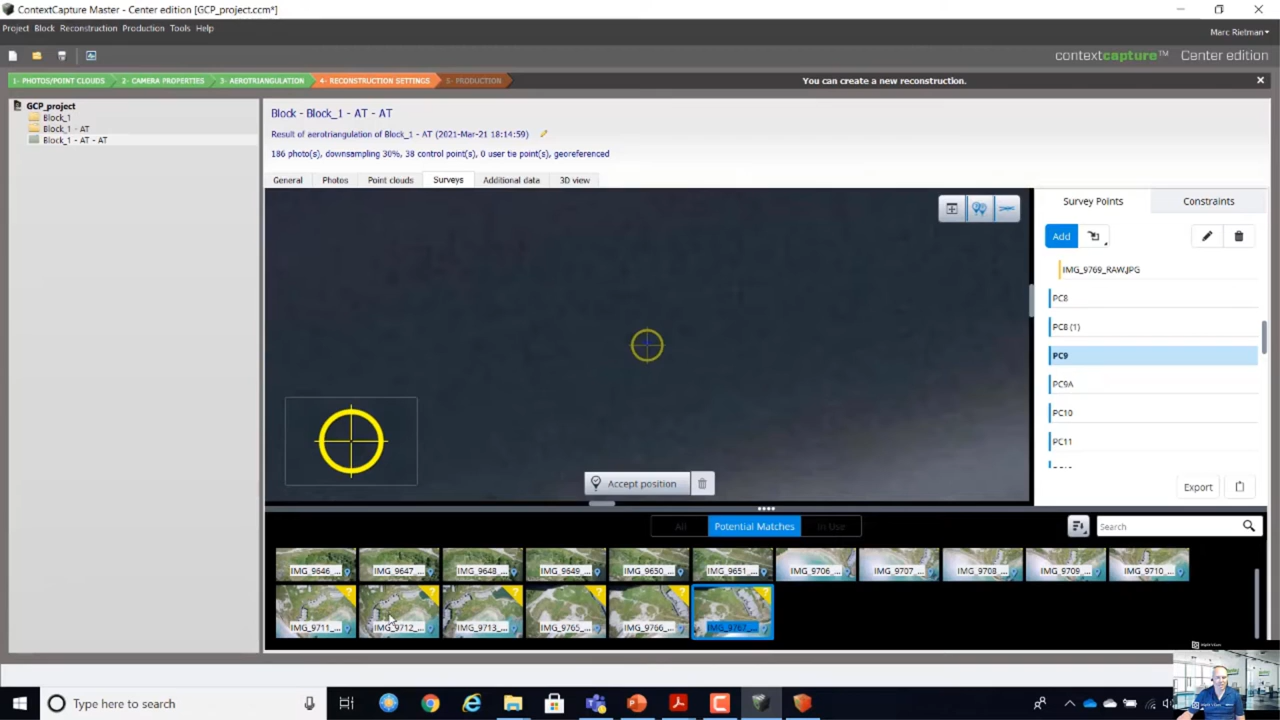 ContextCapture Master - Center edition [GCP_project.ccm*]
Project Block Reconstruction Production Tools Help
Marc Rietman
contextcapture™ Center edition
1- PHOTOS/POINT CLOUDS 2- CAMERA PROPERTIES 3- AEROTRIANGULATION 4- RECONSTRUCTION SETTINGS 5- PRODUCTION
You can create a new reconstruction.
GCP_project
Block_1
Block_1 - AT
Block_1 - AT - AT
Block - Block_1 - AT - AT
Result of aerotriangulation of Block_1 - AT (2021-Mar-21 18:14:59)
186 photo(s), downsampling 30%, 38 control point(s), 0 user tie point(s), georeferenced
General Photos Point clouds Surveys Additional data 3D view
Survey Points Constraints
Add
IMG_9769_RAW.JPG
PC8
PC8 (1)
PC9
PC9A
PC10
PC11
Accept position
Export
All Potential Matches In Use
Search
IMG_9646_... IMG_9647_... IMG_9648_... IMG_9649_... IMG_9650_... IMG_9651_... IMG_9706_... IMG_9707_... IMG_9708_... IMG_9709_... IMG_9710_...
IMG_9711_... IMG_9712_... IMG_9713_... IMG_9765_... IMG_9766_... IMG_9767_...
Type here to search